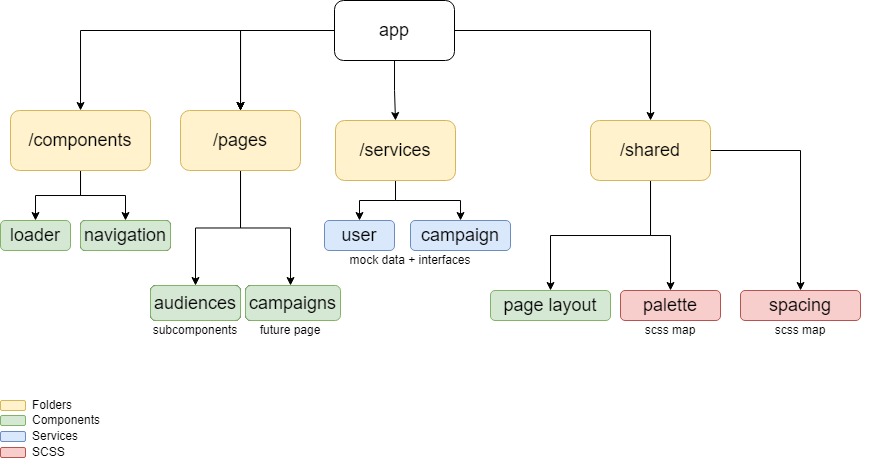 app
/components
/pages
/services
/shared
loader
navigation
user
campaign
mock data + interfaces
audiences
campaigns
subcomponents
future page
page layout
palette
spacing
scss map
scss map
Folders
Components
Services
SCSS